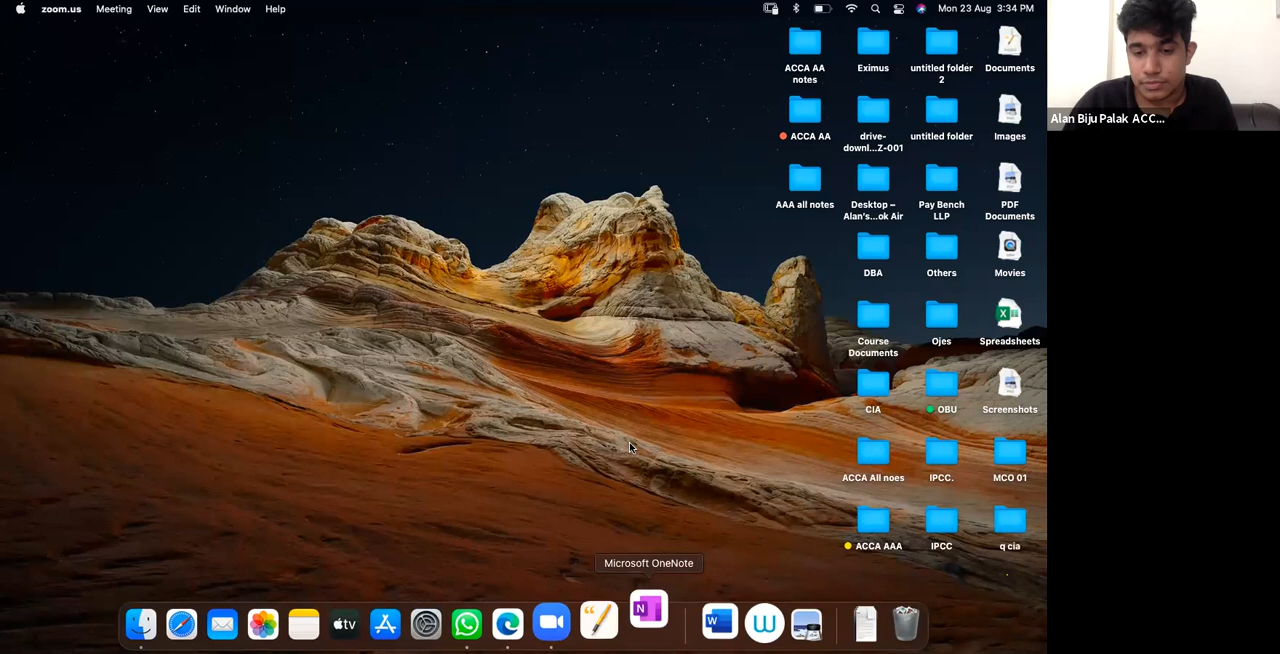 zoom.us Meeting View Edit Window Help Mon 23 Aug 3:34 PM
ACCA AA
notes
Eximus
untitled folder
2
Documents
ACCA AA
drive-
downl...Z-001
untitled folder
Images
AAA all notes
Desktop –
Alan's...ok Air
Pay Bench
LLP
PDF
Documents
DBA
Others
Movies
Course
Documents
Ojes
Spreadsheets
CIA
OBU
Screenshots
ACCA All noes
IPCC.
MCO 01
ACCA AAA
IPCC
q cia
Alan Biju Palak ACC...
Microsoft OneNote
tv
N
W
W
X